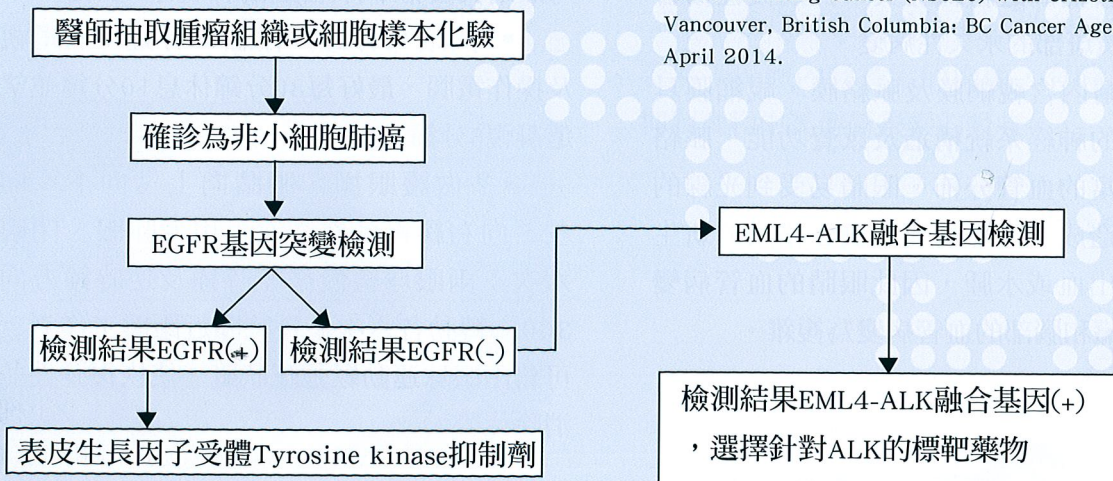 Vancouver, British Columbia: BC Cancer Age
April 2014.
醫師抽取腫瘤組織或細胞樣本化驗
確診為非小細胞肺癌
EGFR基因突變檢測
檢測結果EGFR(+)
檢測結果EGFR(-)
表皮生長因子受體Tyrosine kinase抑制劑
EML4-ALK融合基因檢測
檢測結果EML4-ALK融合基因(+)
，選擇針對ALK的標靶藥物